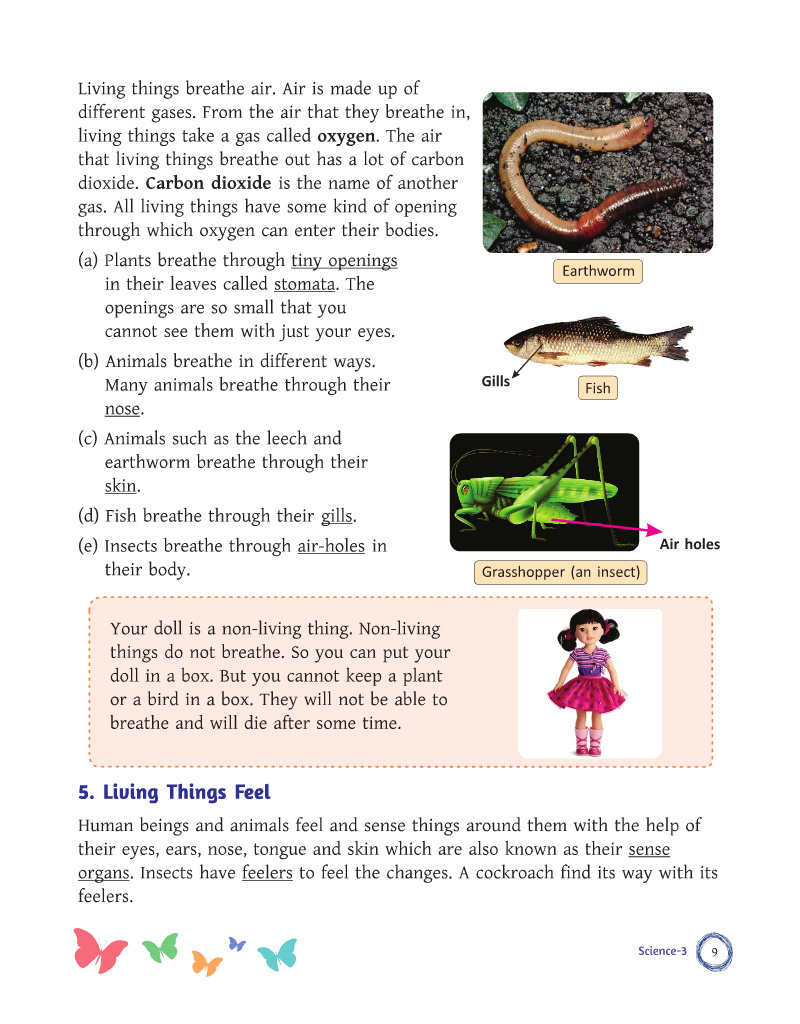 Living things breathe air. Air is made up of
different gases. From the air that they breathe in,
living things take a gas called oxygen. The air
that living things breathe out has a lot of carbon
dioxide. Carbon dioxide is the name of another
gas. All living things have some kind of opening
through which oxygen can enter their bodies.
(a) Plants breathe through tiny openings
in their leaves called stomata. The
openings are so small that you
cannot see them with just your eyes.
(b) Animals breathe in different ways.
Many animals breathe through their
nose.
(c) Animals such as the leech and
earthworm breathe through their
skin.
(d) Fish breathe through their gills.
(e) Insects breathe through air-holes in
their body.
Earthworm
Gills
Fish
Air holes
Grasshopper (an insect)
Your doll is a non-living thing. Non-living
things do not breathe. So you can put your
doll in a box. But you cannot keep a plant
or a bird in a box. They will not be able to
breathe and will die after some time.
5. Living Things Feel
Human beings and animals feel and sense things around them with the help of
their eyes, ears, nose, tongue and skin which are also known as their sense
organs. Insects have feelers to feel the changes. A cockroach find its way with its
feelers.
Science-3
9